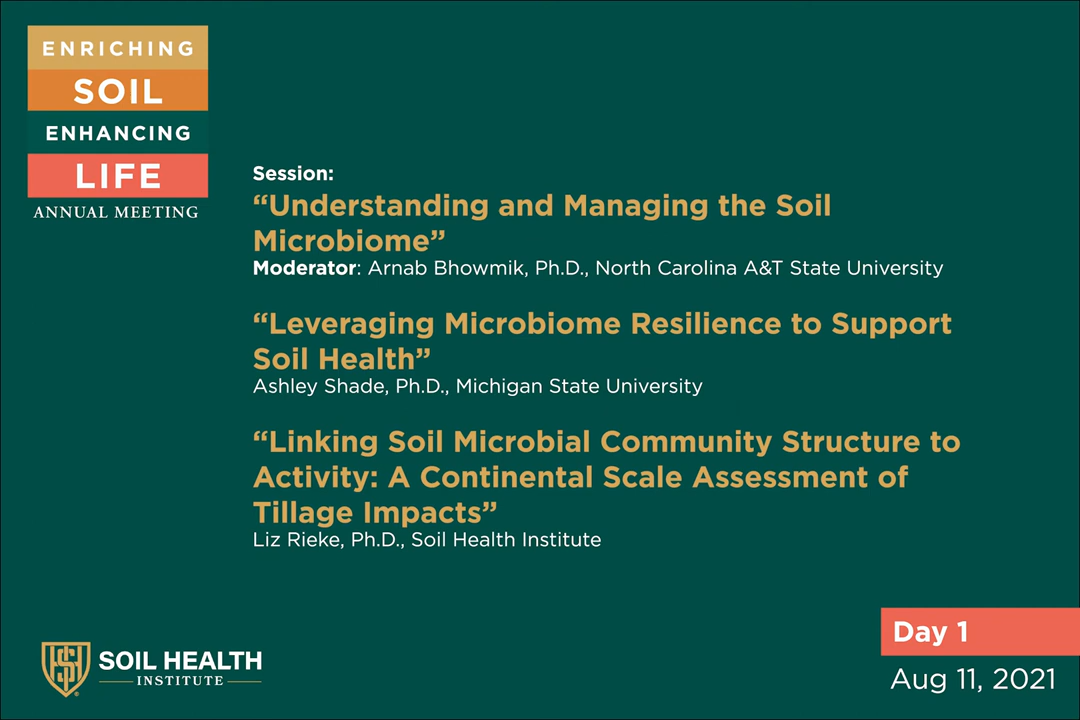 ENRICHING
SOIL
ENHANCING
LIFE
ANNUAL MEETING
Session:
“Understanding and Managing the Soil
Microbiome”
Moderator: Arnab Bhowmik, Ph.D., North Carolina A&T State University
“Leveraging Microbiome Resilience to Support
Soil Health”
Ashley Shade, Ph.D., Michigan State University
“Linking Soil Microbial Community Structure to
Activity: A Continental Scale Assessment of
Tillage Impacts”
Liz Rieke, Ph.D., Soil Health Institute
SHI
SOIL HEALTH
INSTITUTE
Day 1
Aug 11, 2021